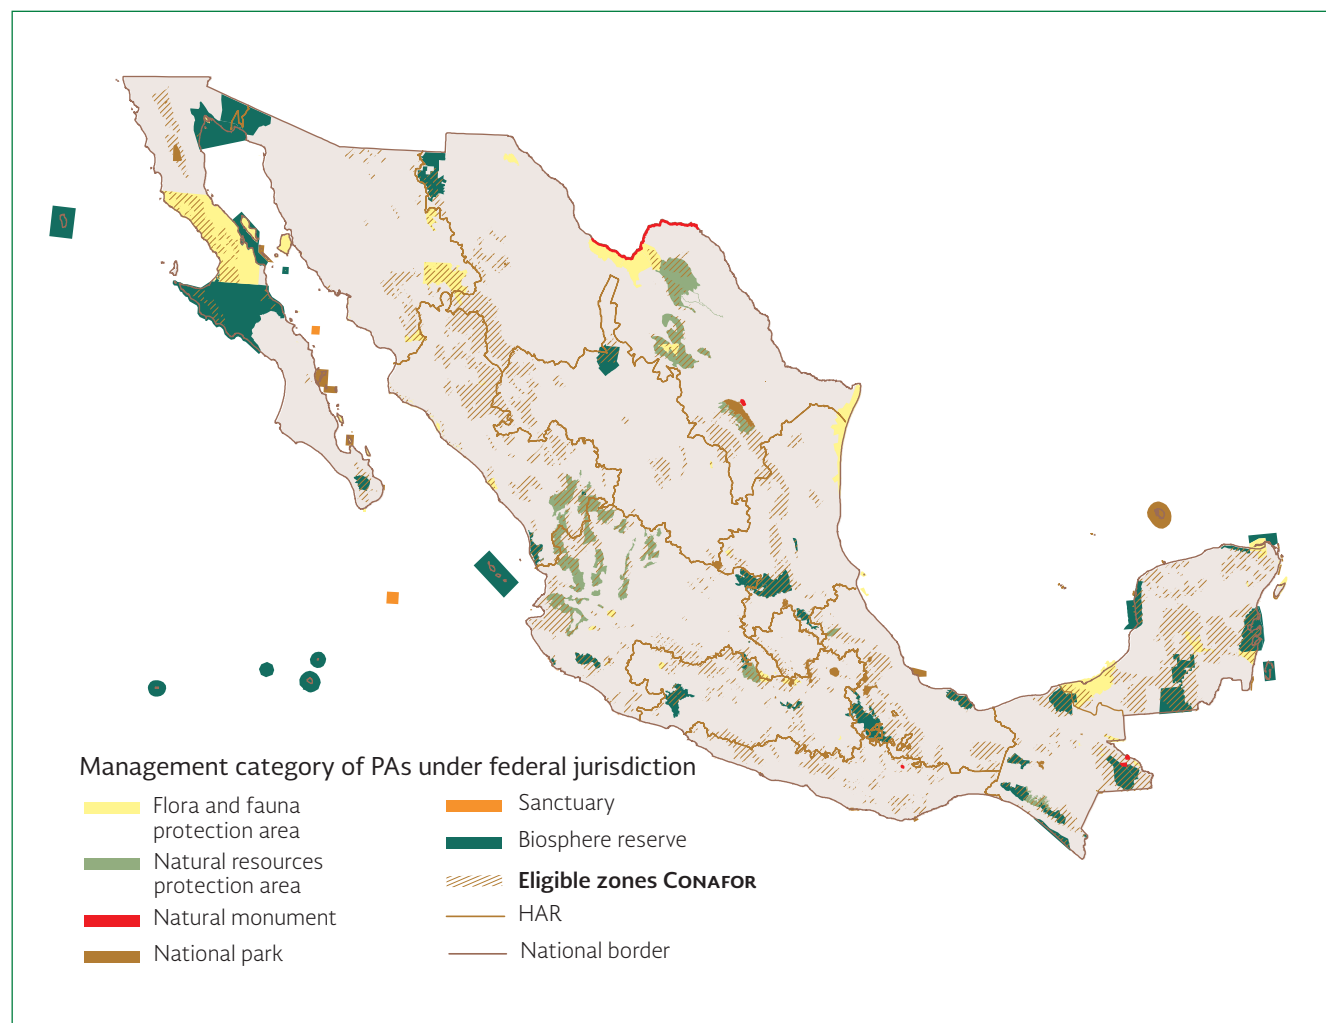 Management category of PAs under federal jurisdiction
Flora and fauna
protection area
Natural resources
protection area
Natural monument
National park
Sanctuary
Biosphere reserve
Eligible zones CONAFOR
HAR
National border